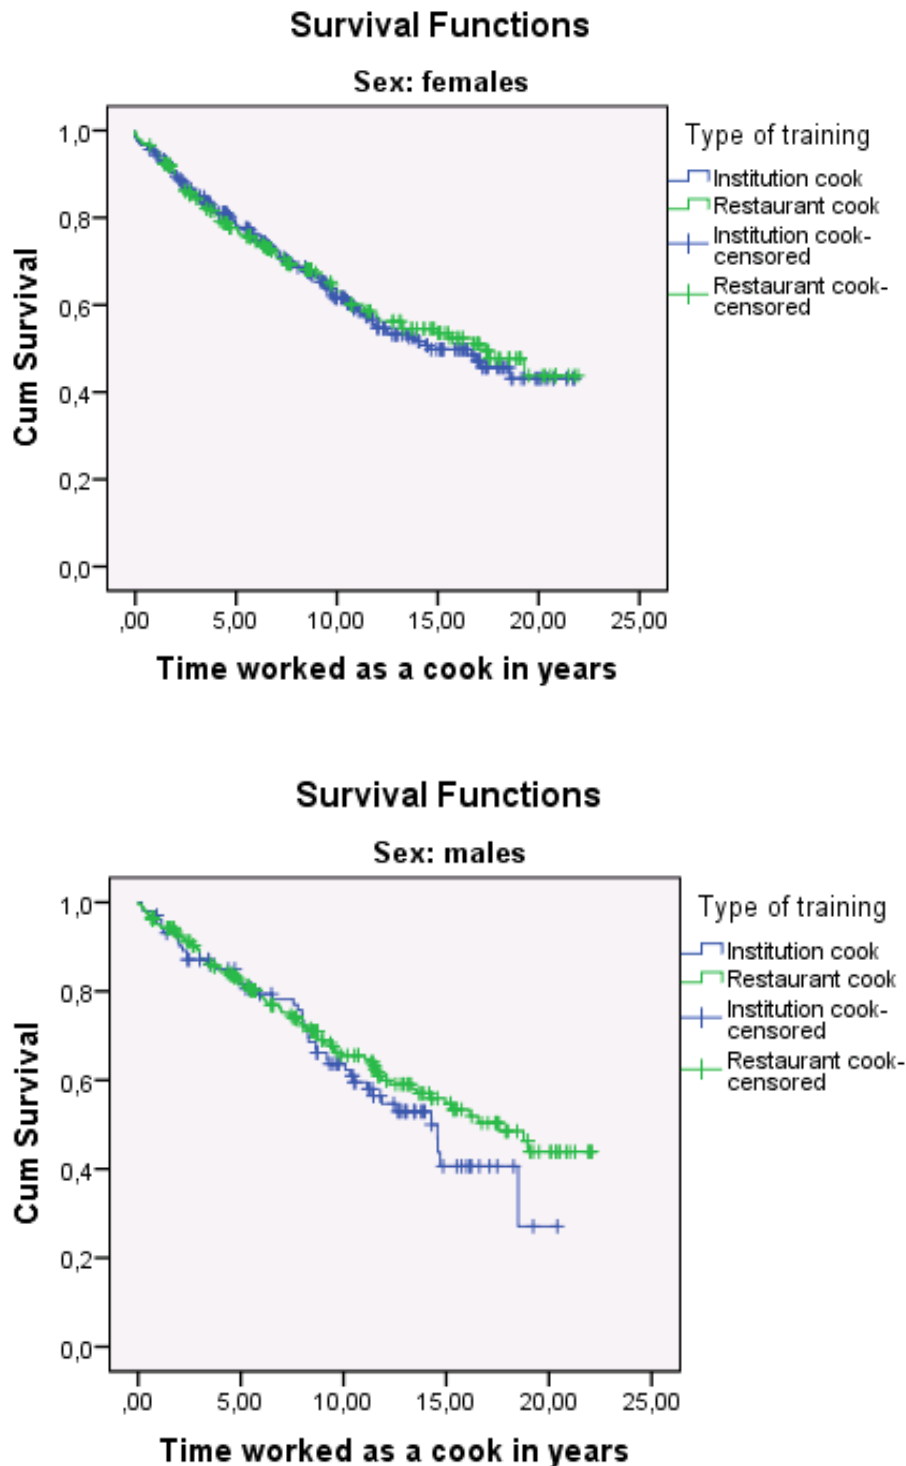 Survival Functions
Sex: females
Type of training
Institution cook
Restaurant cook
Institution cook-
censored
Restaurant cook-
censored
Cum Survival
1,0
0,8
0,6
0,4
0,2
0,0
,00 5,00 10,00 15,00 20,00 25,00
Time worked as a cook in years
Survival Functions
Sex: males
Type of training
Institution cook
Restaurant cook
Institution cook-
censored
Restaurant cook-
censored
Cum Survival
1,0
0,8
0,6
0,4
0,2
0,0
,00 5,00 10,00 15,00 20,00 25,00
Time worked as a cook in years